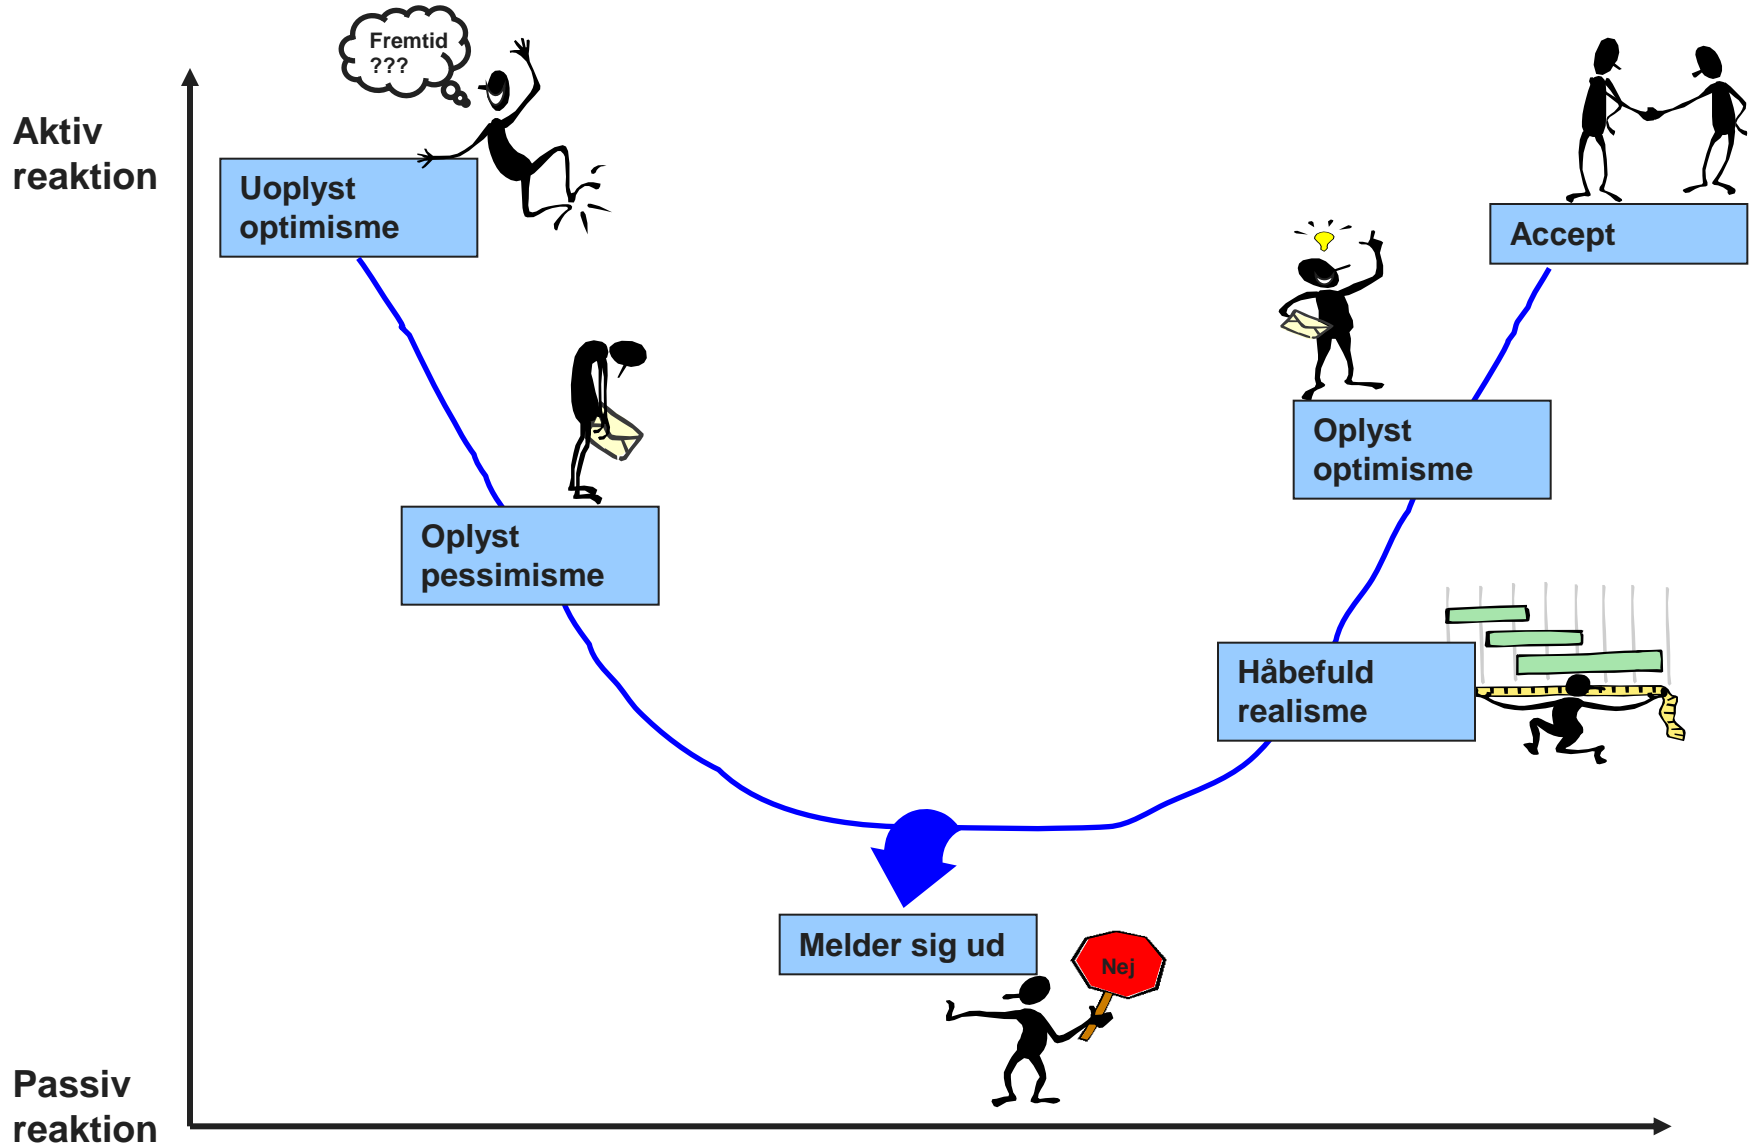 Fremtid
???
Aktiv
reaktion
Uoplyst
optimisme
Accept
Oplyst
optimisme
Oplyst
pessimisme
Håbefuld
realisme
Melder sig ud
Nej
Passiv
reaktion